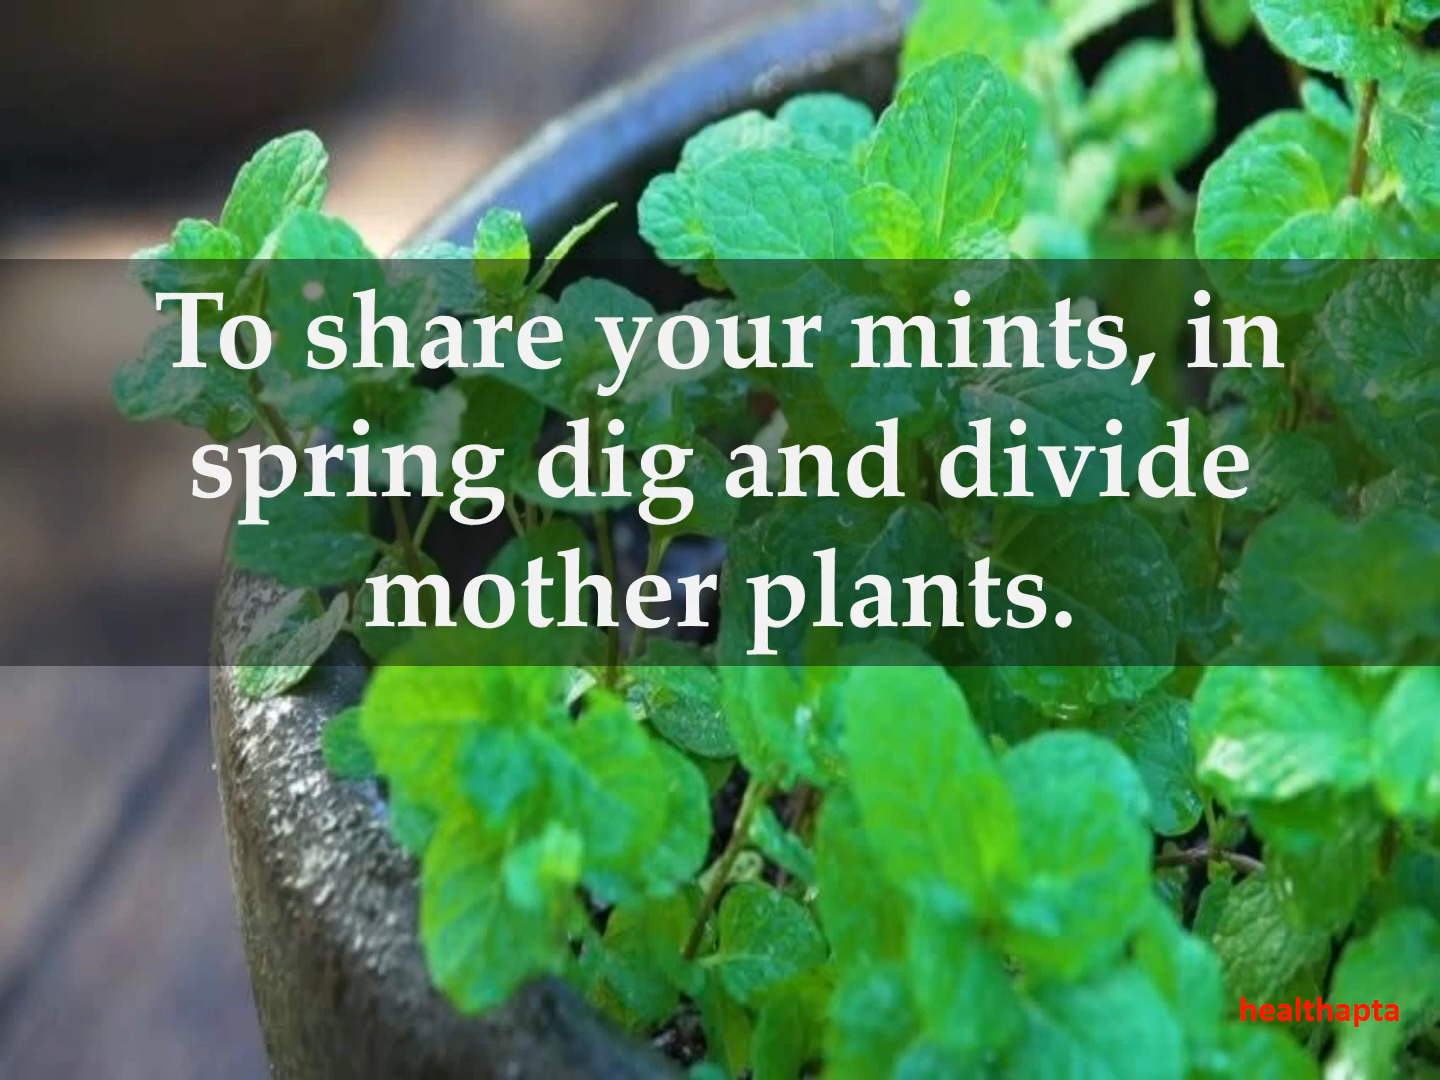 To share your mints, in
spring dig and divide
mother plants.
healthapta